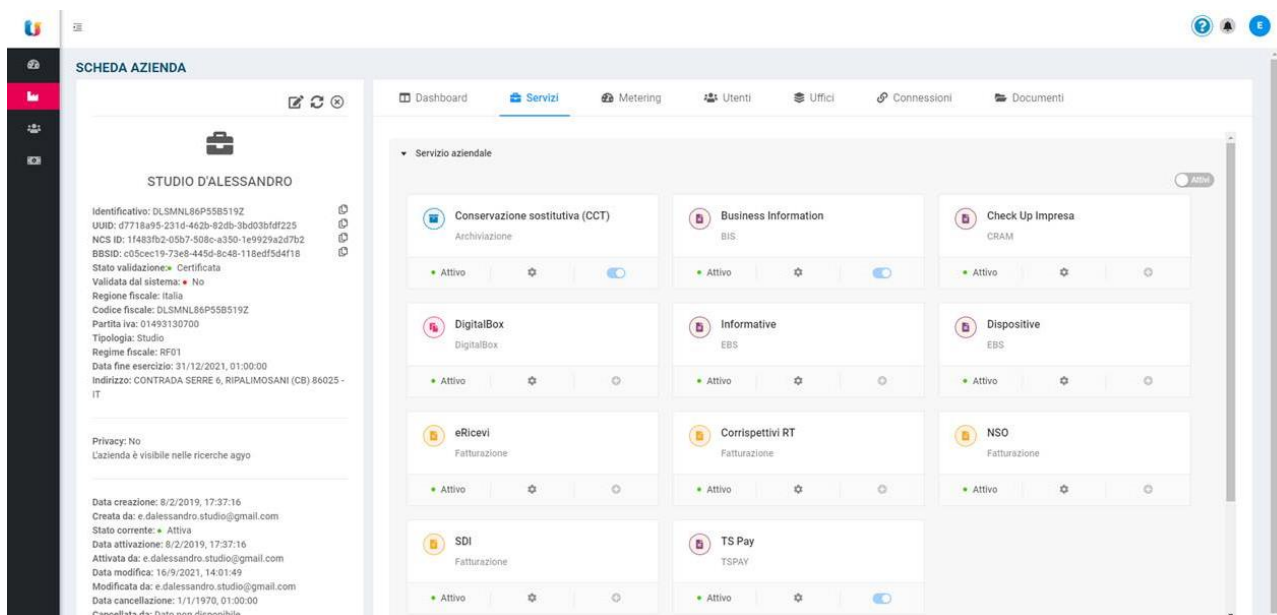 E
SCHEDA AZIENDA
STUDIO D'ALESSANDRO
Identificativo: DLSMNL86P55B519Z
UUID: d7718a95-231d-462b-82db-3bd03bfdf225
NCS ID: 1f483fb2-05b7-508c-a350-1e9929a2d7b2
BBSID: c05cec19-73e8-445d-8c48-118edf5d4f18
Stato validazione: Certificata
Validata dal sistema: No
Regione fiscale: Italia
Codice fiscale: DLSMNL86P55B519Z
Partita iva: 01493130700
Tipologia: Studio
Regime fiscale: RF01
Data fine esercizio: 31/12/2021, 01:00:00
Indirizzo: CONTRADA SERRE 6, RIPALIMOSANI (CB) 86025 -
IT
Privacy: No
L'azienda è visibile nelle ricerche agyo
Data creazione: 8/2/2019, 17:37:16
Creata da: e.dalessandro.studio@gmail.com
Stato corrente: Attiva
Data attivazione: 8/2/2019, 17:37:16
Attivata da: e.dalessandro.studio@gmail.com
Data modifica: 16/9/2021, 14:01:49
Modificata da: e.dalessandro.studio@gmail.com
Data cancellazione: 1/1/1970, 01:00:00
Cancellata da: Dato non disponibile
Dashboard Servizi Metering Utenti Uffici Connessioni Documenti
Servizio aziendale
Attivi
Conservazione sostitutiva (CCT) Business Information Check Up Impresa
Archiviazione BIS CRAM
Attivo Attivo Attivo
DigitalBox Informative Dispositive
DigitalBox EBS EBS
Attivo Attivo Attivo
eRicevi Corrispettivi RT NSO
Fatturazione Fatturazione Fatturazione
Attivo Attivo Attivo
SDI TS Pay
Fatturazione TSPAY
Attivo Attivo